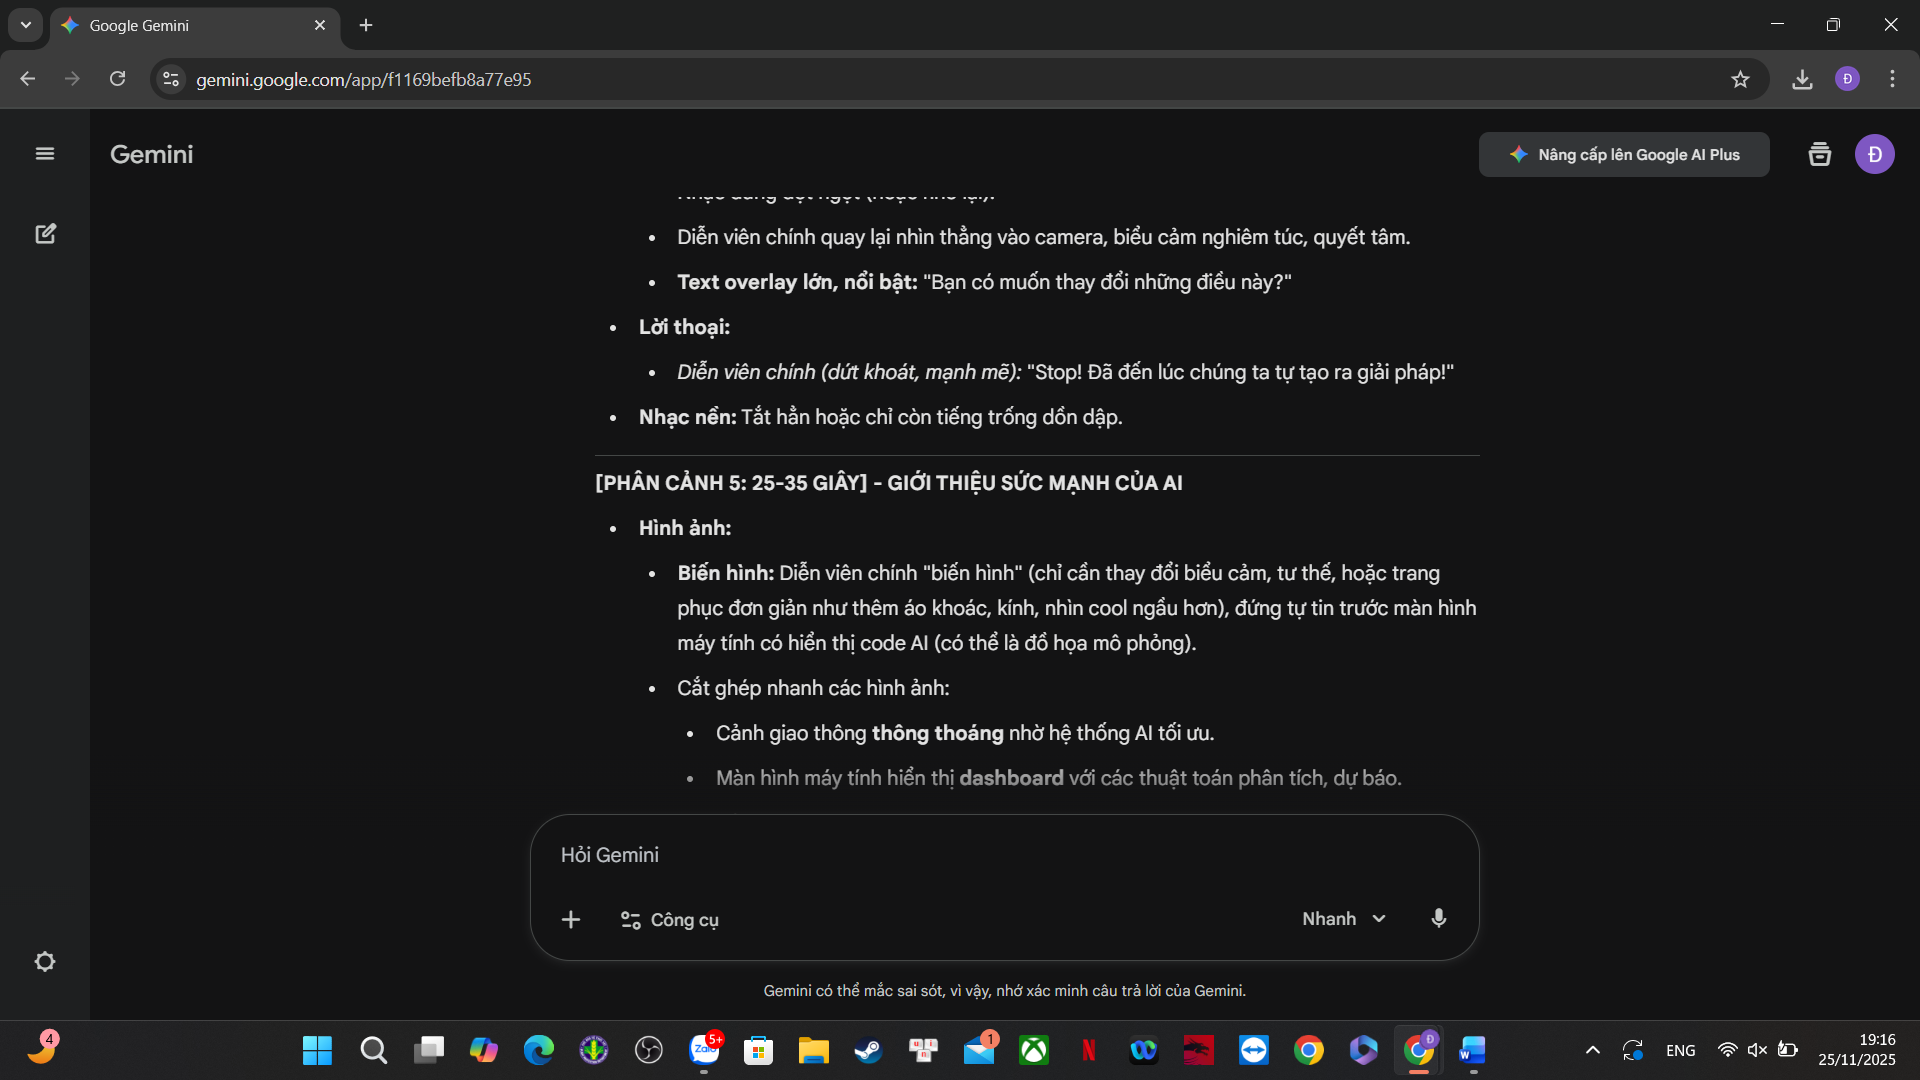 Google Gemini
gemini.google.com/app/f1169befb8a77e95
Đ
Gemini
Nâng cấp lên Google AI Plus
Đ
Diễn viên chính quay lại nhìn thẳng vào camera, biểu cảm nghiêm túc, quyết tâm.
Text overlay lớn, nổi bật: "Bạn có muốn thay đổi những điều này?"
Lời thoại:
Diễn viên chính (dứt khoát, mạnh mẽ): "Stop! Đã đến lúc chúng ta tự tạo ra giải pháp!"
Nhạc nền: Tắt hẳn hoặc chỉ còn tiếng trống dồn dập.
[PHÂN CẢNH 5: 25-35 GIÂY] - GIỚI THIỆU SỨC MẠNH CỦA AI
Hình ảnh:
Biến hình: Diễn viên chính "biến hình" (chỉ cần thay đổi biểu cảm, tư thế, hoặc trang
phục đơn giản như thêm áo khoác, kính, nhìn cool ngầu hơn), đứng tự tin trước màn hình
máy tính có hiển thị code AI (có thể là đồ họa mô phỏng).
Cắt ghép nhanh các hình ảnh:
Cảnh giao thông thông thoáng nhờ hệ thống AI tối ưu.
Màn hình máy tính hiển thị dashboard với các thuật toán phân tích, dự báo.
Hỏi Gemini
Công cụ
Nhanh
Gemini có thể mắc sai sót, vì vậy, nhớ xác minh câu trả lời của Gemini.
4
Zalo
5+
1
N
Đ
W
ENG
19:16
25/11/2025